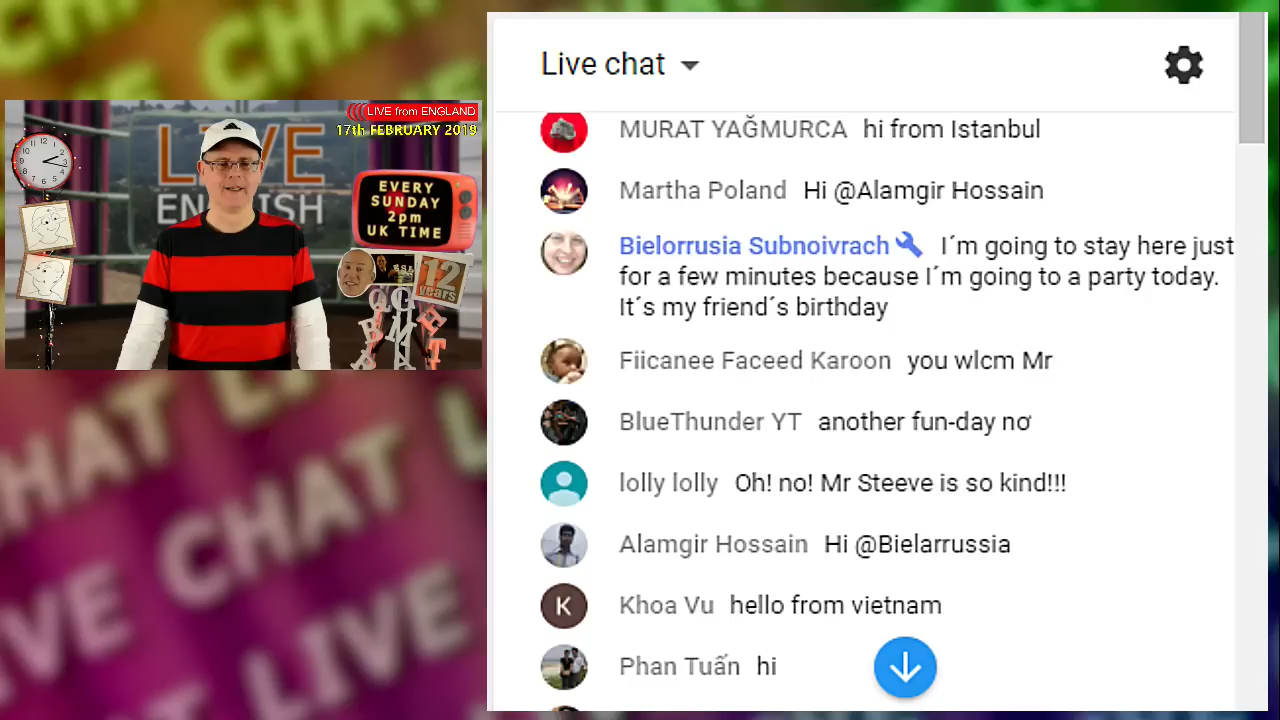 LIVE from ENGLAND
17th FEBRUARY 2019
LIVE
ENGLISH
EVERY
SUNDAY
2pm
UK TIME
12
years
Live chat
MURAT YAĞMURCA hi from Istanbul
Martha Poland Hi @Alamgir Hossain
Bielorrusia Subnoivrach I´m going to stay here just
for a few minutes because I´m going to a party today.
It´s my friend´s birthday
Fiicanee Faceed Karoon you wlcm Mr
BlueThunder YT another fun-day nơ
lolly lolly Oh! no! Mr Steeve is so kind!!!
Alamgir Hossain Hi @Bielarrussia
K
Khoa Vu hello from vietnam
Phan Tuấn hi
LIVE CHAT
CHAT LIVE
LIVE CHAT L
CHAT LIVE